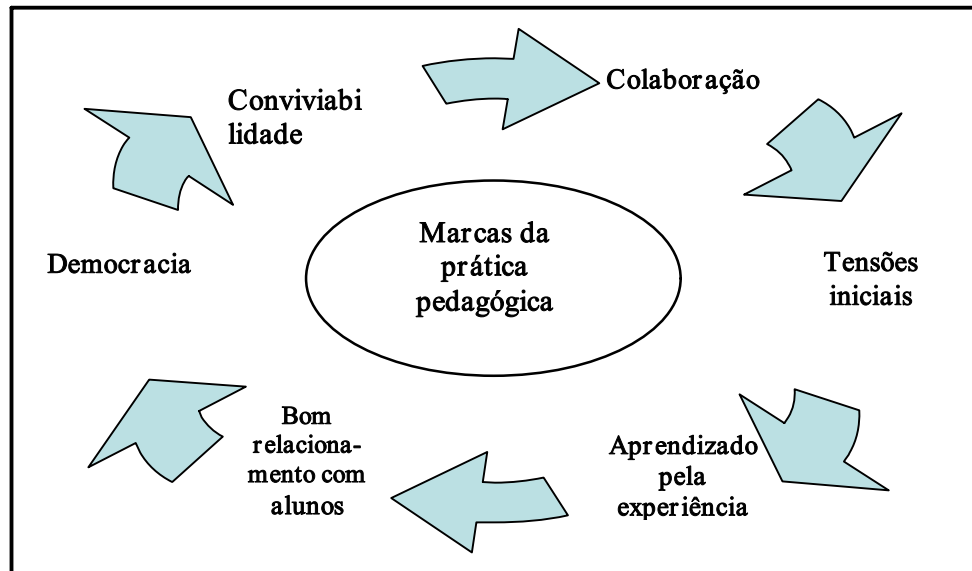 Conviviabi
lidade
Colaboração
Marcas da
prática
pedagógica
Democracia
Tensões
iniciais
Bom
relaciona-
mento com
alunos
Aprendizado
pela
experiência